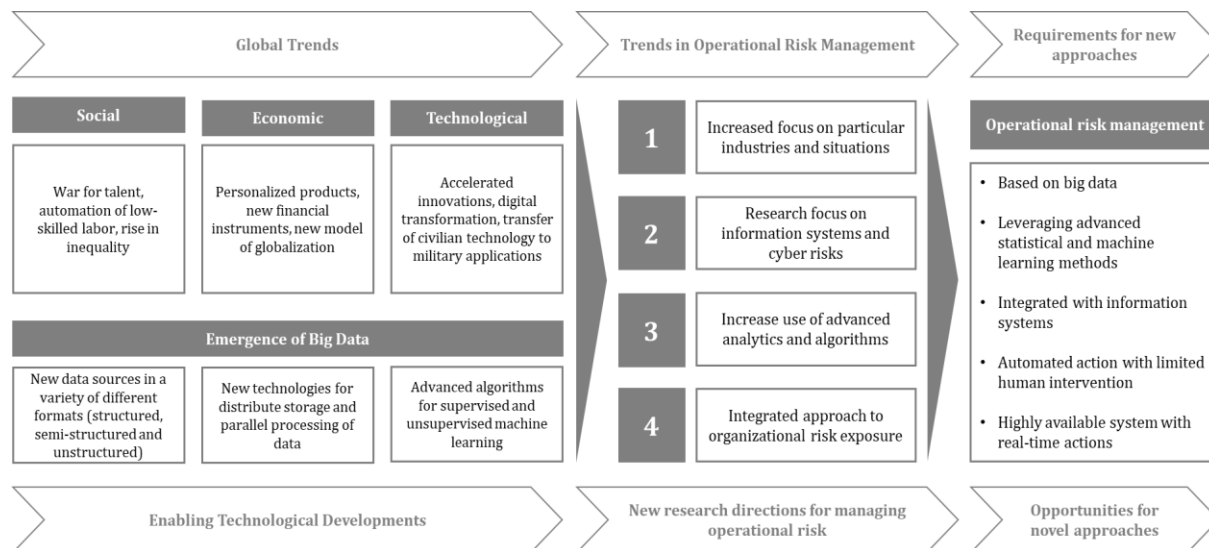 Global Trends
Trends in Operational Risk Management
Requirements for new
approaches
Social
Economic
Technological
War for talent,
automation of low-
skilled labor, rise in
inequality
Personalized products,
new financial
instruments, new model
of globalization
Accelerated
innovations, digital
transformation, transfer
of civilian technology to
military applications
Emergence of Big Data
New data sources in a
variety of different
formats (structured,
semi-structured and
unstructured)
New technologies for
distribute storage and
parallel processing of
data
Advanced algorithms
for supervised and
unsupervised machine
learning
1
Increased focus on particular
industries and situations
2
Research focus on
information systems and
cyber risks
3
Increase use of advanced
analytics and algorithms
4
Integrated approach to
organizational risk exposure
Operational risk management
• Based on big data
• Leveraging advanced
statistical and machine
learning methods
• Integrated with information
systems
• Automated action with limited
human intervention
• Highly available system with
real-time actions
Enabling Technological Developments
New research directions for managing
operational risk
Opportunities for
novel approaches